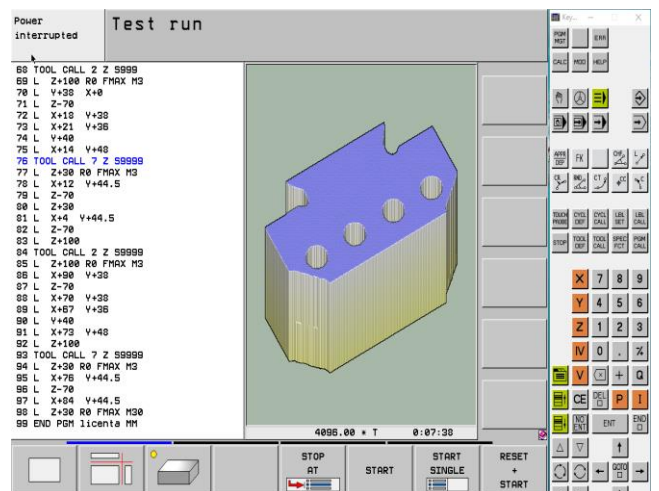 Power
interrupted
Test run
68 TOOL CALL 2 Z S999
69 L Z+100 R0 FMAX M3
70 L Y+38 X+0
71 L Z-70
72 L X+18 Y+38
73 L X+21 Y+36
74 L Y+40
75 L X+14 Y+48
76 TOOL CALL 7 Z S9999
77 L Z+30 R0 FMAX M3
78 L X+12 Y+44.5
79 L Z-70
80 L Z+30
81 L X+4 Y+44.5
82 L Z-70
83 L Z+100
84 TOOL CALL 2 Z S9999
85 L Z+100 R0 FMAX M3
86 L X+90 Y+38
87 L Z-70
88 L X+70 Y+38
89 L X+67 Y+36
90 L Y+40
91 L X+73 Y+48
92 L Z+100
93 TOOL CALL 7 Z S9999
94 L Z+30 R0 FMAX M3
95 L X+76 Y+44.5
96 L Z-70
97 L X+84 Y+44.5
98 L Z+30 R0 FMAX M30
99 END PGM licenta MM
4096.00 * T 0:07:38
STOP
AT
START
START
SINGLE
RESET
+
START
Key...
PGM
MGT
ERR
CALC MOD HELP
APPR
DEP
FK
CHF
L
CR
RND
CT
CC
C
TOUCH
PROBE
CYCL
DEF
CYCL
CALL
LBL
SET
LBL
CALL
STOP
TOOL
DEF
TOOL
CALL
SPEC
FCT
PGM
CALL
X 7 8 9
Y 4 5 6
Z 1 2 3
IV 0 .
V + Q
CE DEL P I
NO
ENT
ENT
END
GOTO